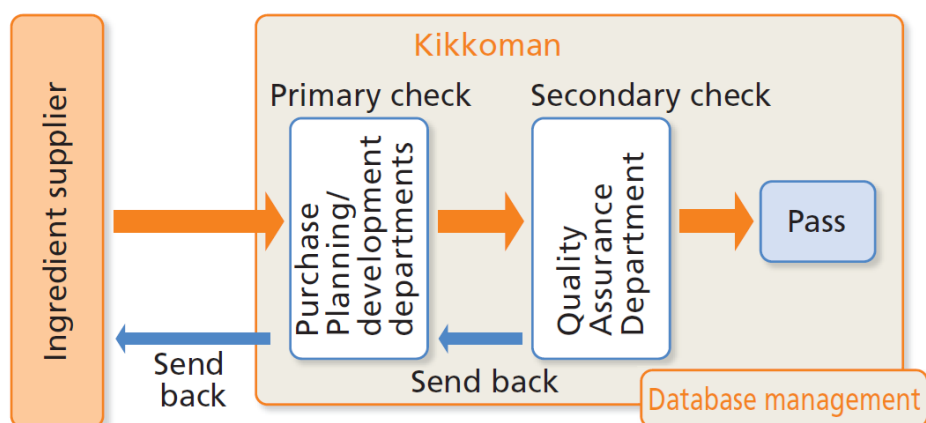 Ingredient supplier
Kikkoman
Primary check
Secondary check
Purchase
Planning/
development
departments
Quality
Assurance
Department
Pass
Send
back
Send back
Database management